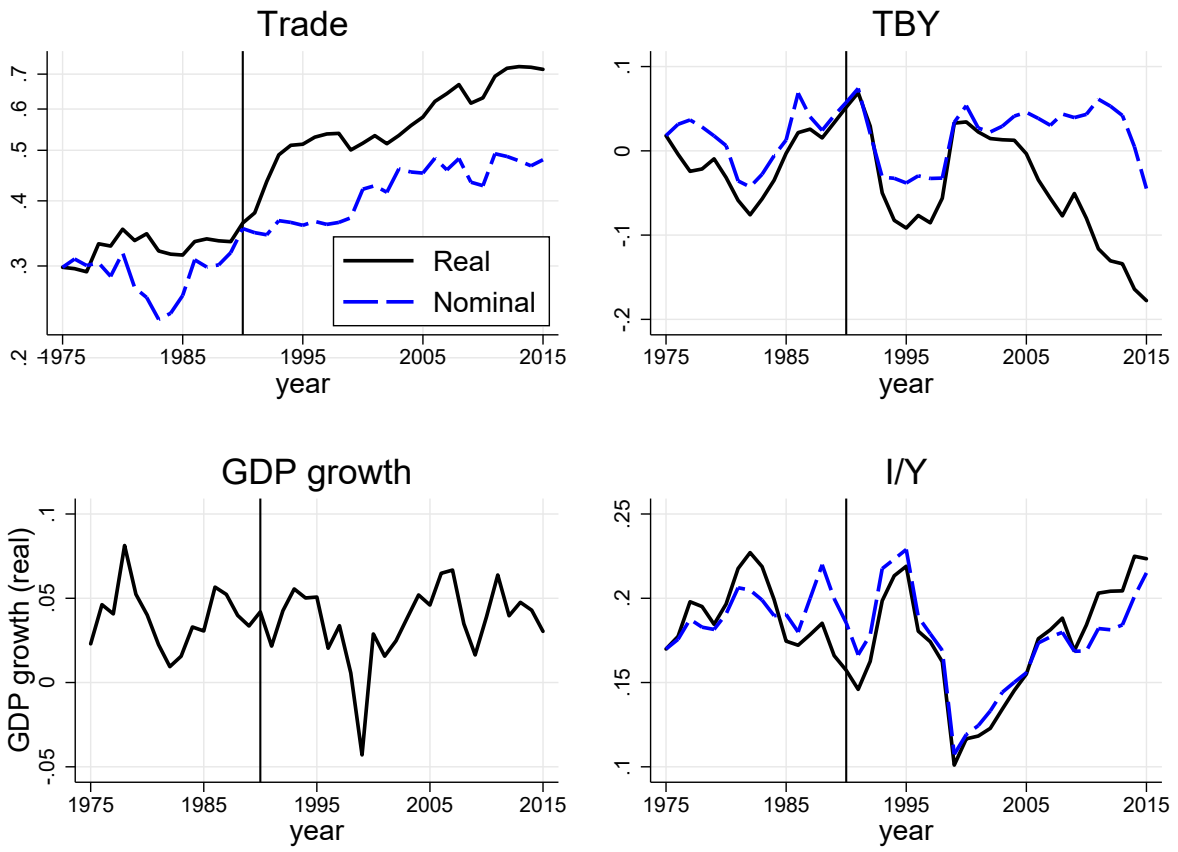 Trade
.7
.6
.5
.4
.3
.2
Real
Nominal
1975 1985 1995 2005 2015
year
TBY
.1
0
-.1
-.2
1975 1985 1995 2005 2015
year
GDP growth
GDP growth (real)
.1
.05
0
-.05
1975 1985 1995 2005 2015
year
I/Y
.25
.2
.15
.1
1975 1985 1995 2005 2015
year